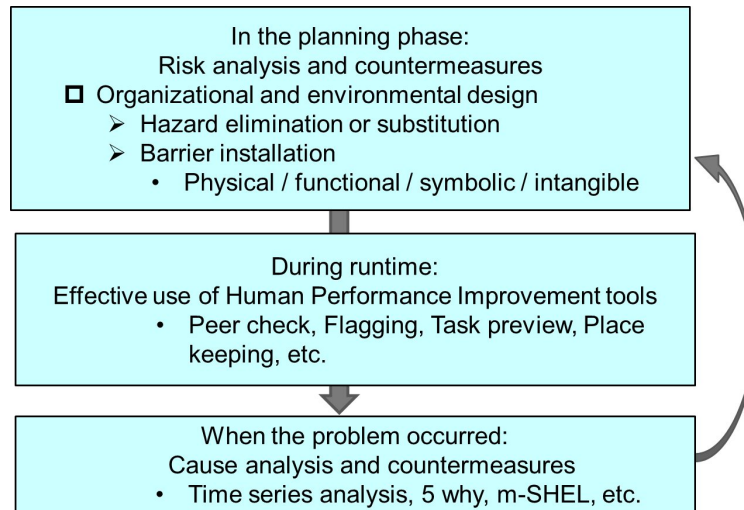 In the planning phase:
Risk analysis and countermeasures
Organizational and environmental design
➢ Hazard elimination or substitution
➢ Barrier installation
• Physical / functional / symbolic / intangible
During runtime:
Effective use of Human Performance Improvement tools
• Peer check, Flagging, Task preview, Place
keeping, etc.
When the problem occurred:
Cause analysis and countermeasures
• Time series analysis, 5 why, m-SHEL, etc.